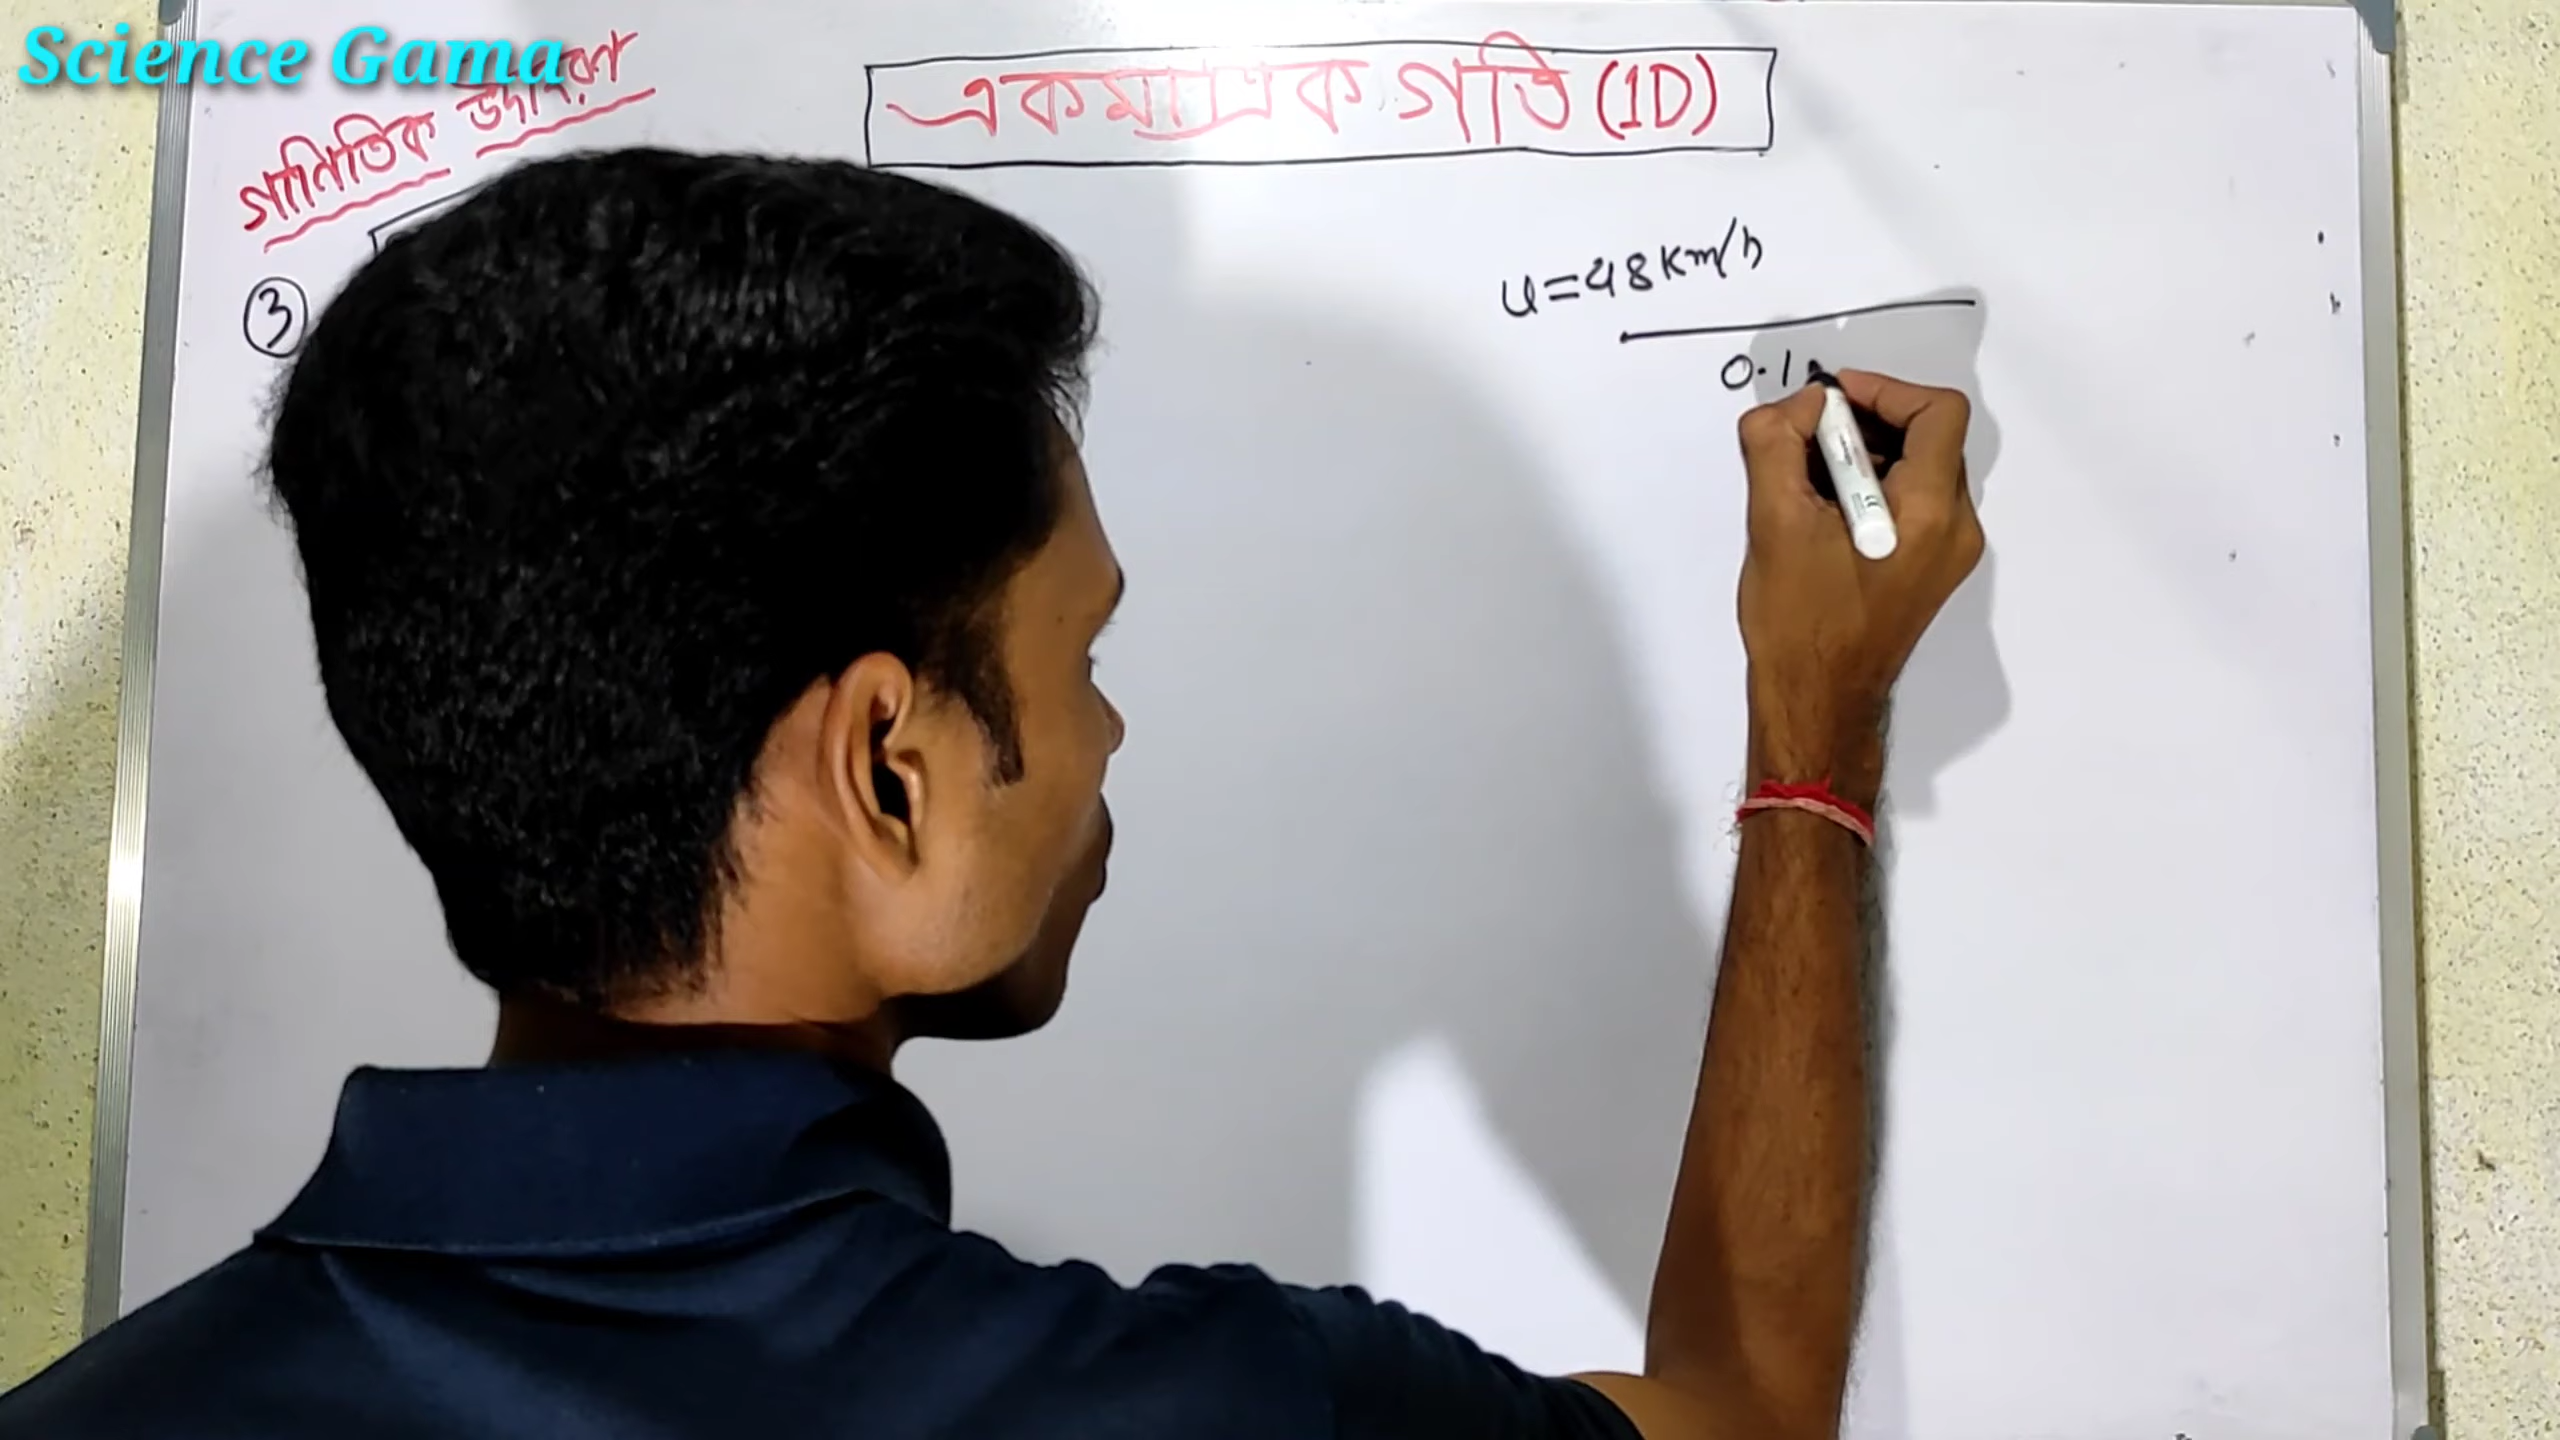 Science Gama
গানিতিক উদাহরণ
একমাত্রিক গতি (1D)
3
u=48 Km/h
0.1